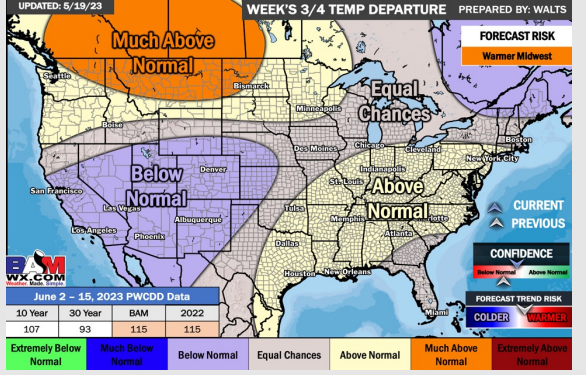 UPDATED: 5/19/23
WEEK'S 3/4 TEMP DEPARTURE
PREPARED BY: WALTS
FORECAST RISK
Warmer Midwest
Much Above
Normal
Seattle
Bismarck
Minneapolis
Equal
Chances
Boise
Boston
Des Moines
Chicago
Cleveland
New York City
San Francisco
Below
Normal
Denver
Indianapolis
St. Louis
Above
Normal
Las Vegas
Los Angeles
Phoenix
Albuquerque
Tulsa
Memphis
lotte
Atlanta
Dallas
Houston
New Orleans
Miami
CURRENT
PREVIOUS
CONFIDENCE
Below Normal
Above Normal
FORECAST TREND RISK
COLDER
WARMER
BAM
WX.COM
Weather. Made. Simple.
June 2 - 15, 2023 PWCDD Data
10 Year 30 Year BAM 2022
107 93 115 115
Extremely Below Normal
Much Below Normal
Below Normal
Equal Chances
Above Normal
Much Above Normal
Extremely Above Normal